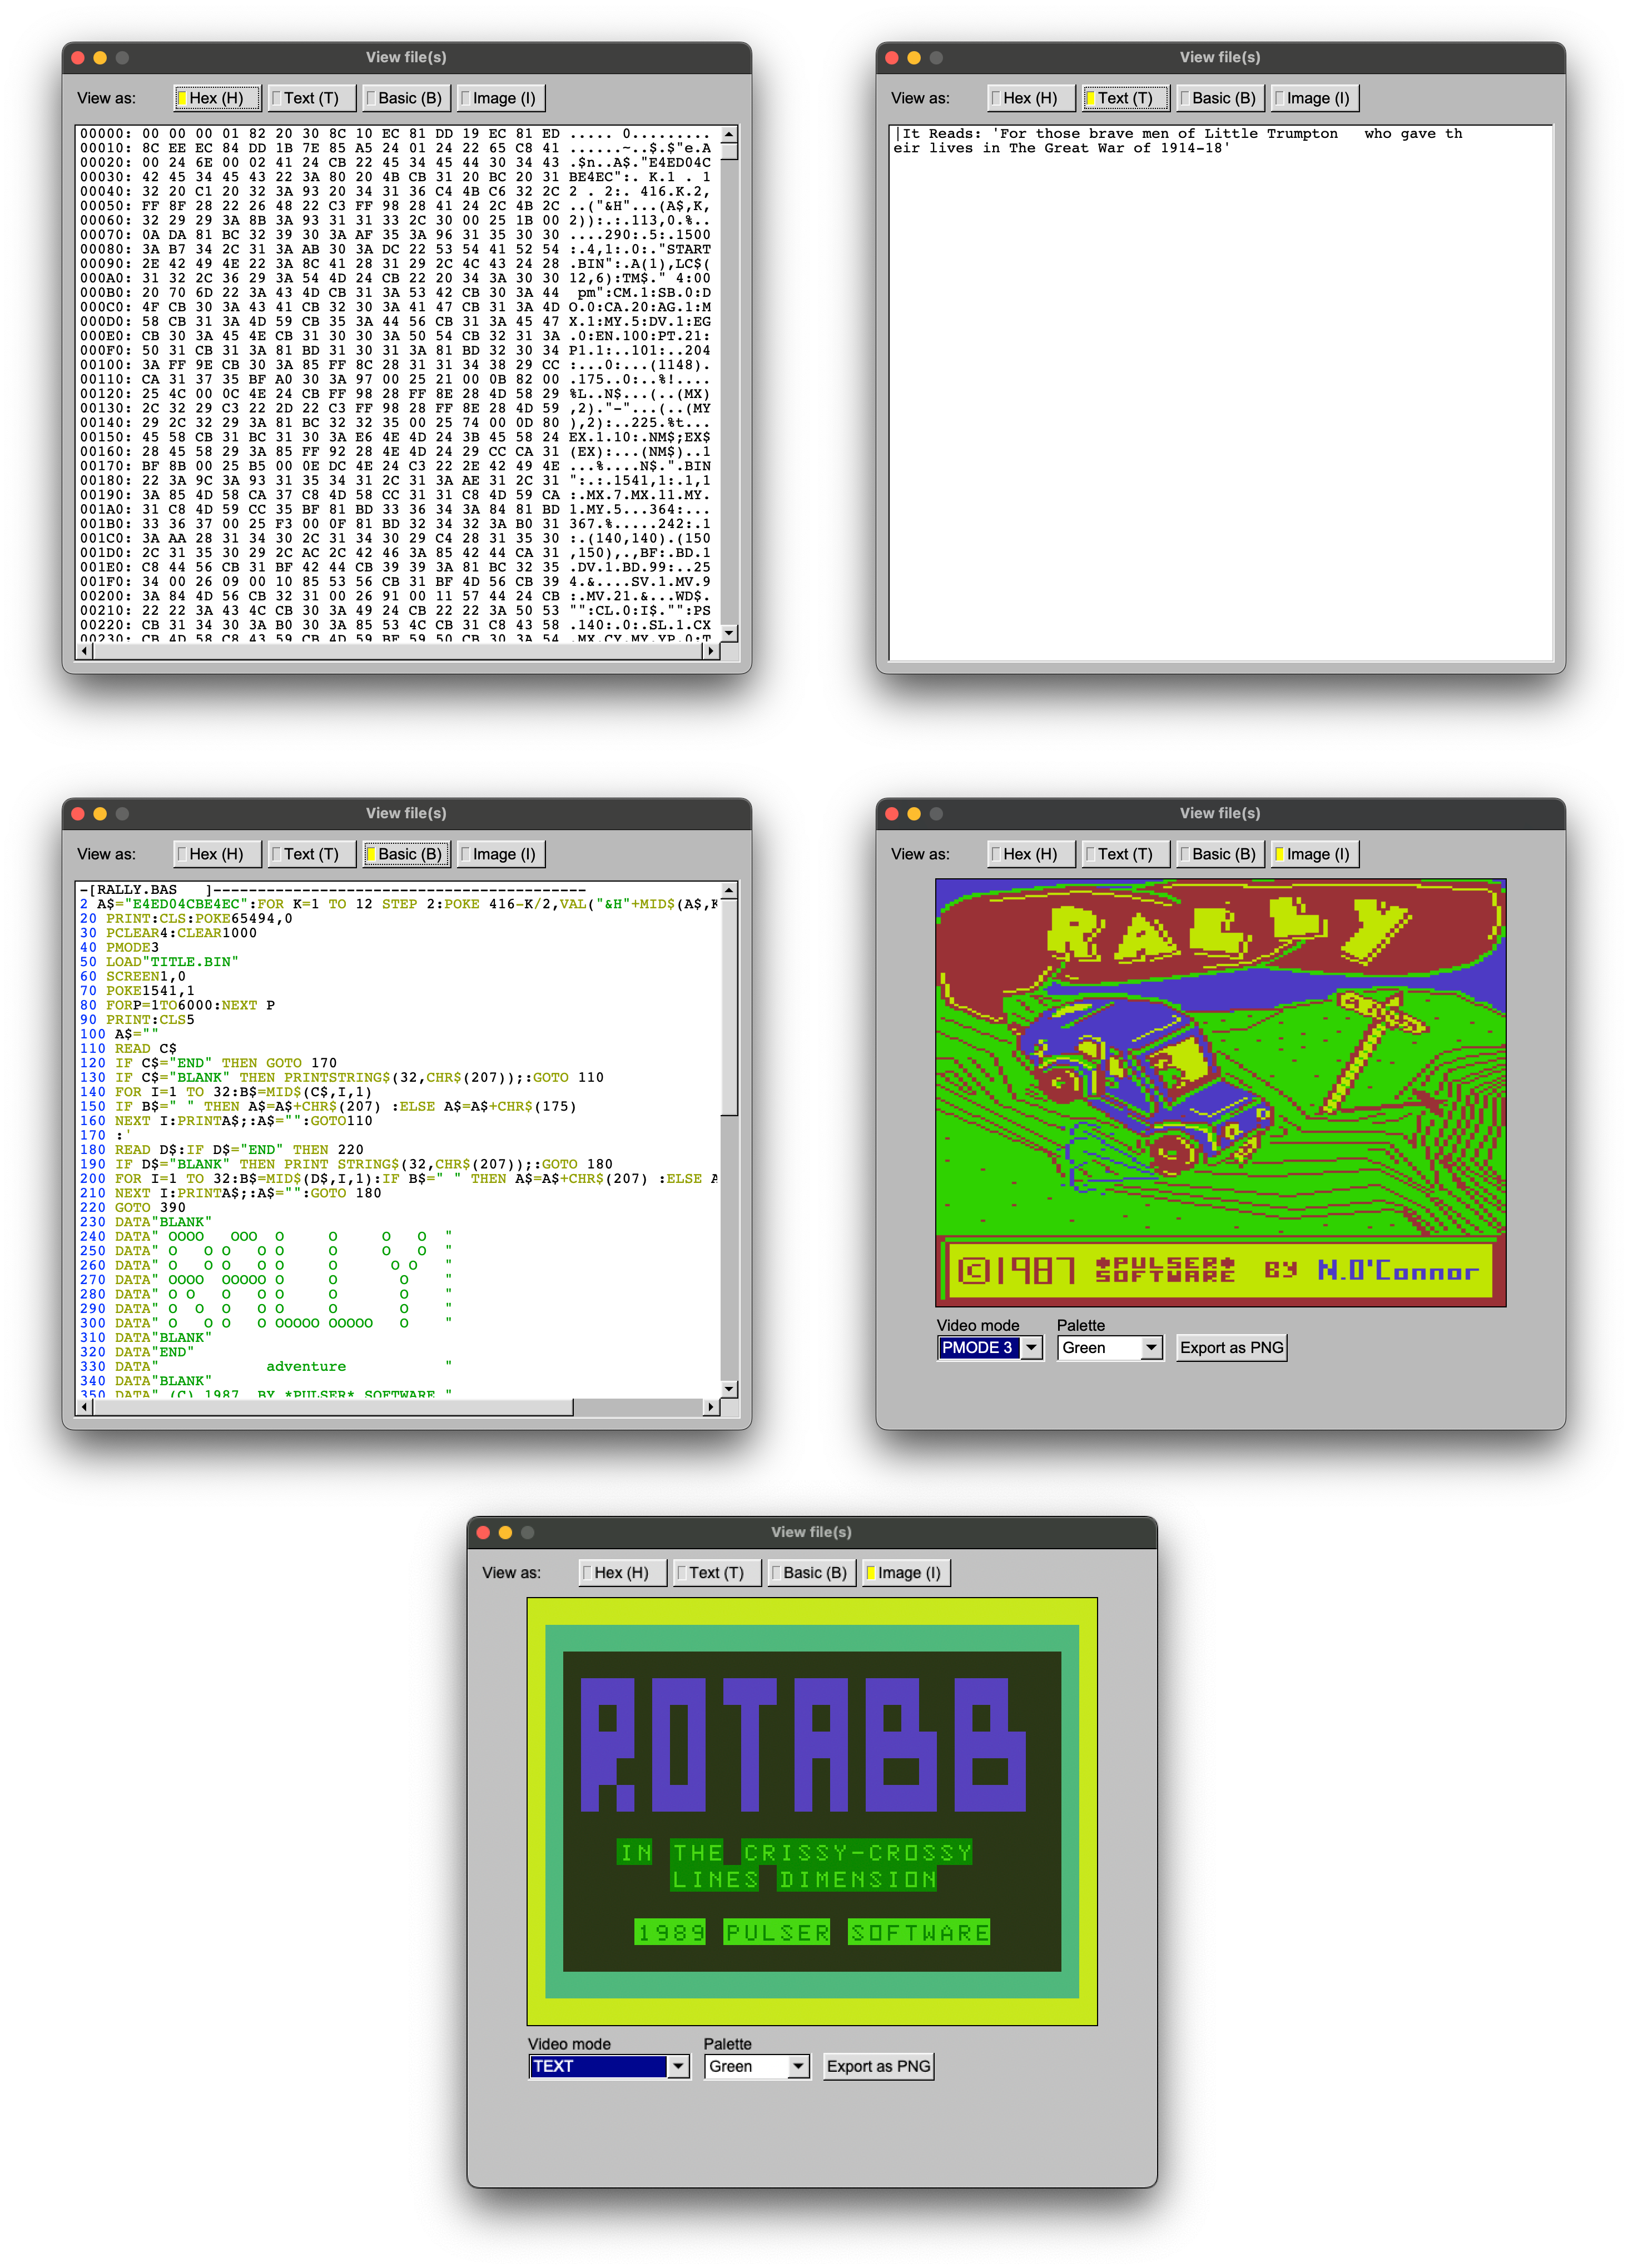 View file(s)
View as: Hex (H) Text (T) Basic (B) Image (I)
00000: 00 00 00 01 82 20 30 8C 10 EC 81 DD 19 EC 81 ED ..... 0.........
00010: 8C EE EC 84 DD 1B 7E 85 A5 24 01 24 22 65 C8 41 ......~..$.$"e.A
00020: 00 24 6E 00 02 41 24 CB 22 45 34 45 44 30 34 43 .$n..A$."E4ED04C
00030: 42 45 34 45 43 22 3A 80 20 4B CB 31 20 BC 20 31 BE4EC":. K.1 . 1
00040: 32 20 C1 20 32 3A 93 20 34 31 36 C4 4B C6 32 2C 2 . 2:. 416.K.2,
00050: FF 8F 28 22 26 48 22 C3 FF 98 28 41 24 2C 4B 2C ..("&H"...(A$,K,
00060: 32 29 29 3A 8B 3A 93 31 31 33 2C 30 00 25 1B 00 2)):.:.113,0.%..
00070: 0A DA 81 BC 32 39 30 3A AF 35 3A 96 31 35 30 30 ....290:.5:.1500
00080: 3A B7 34 2C 31 3A AB 30 3A DC 22 53 54 41 52 54 :.4,1:.0:."START
00090: 2E 42 49 4E 22 3A 8C 41 28 31 29 2C 4C 43 24 28 .BIN":.A(1),LC$(
000A0: 31 32 2C 36 29 3A 54 4D 24 CB 22 20 34 3A 30 30 12,6):TM$." 4:00
000B0: 20 70 6D 22 3A 43 4D CB 31 3A 53 42 CB 30 3A 44  pm":CM.1:SB.0:D
000C0: 4F CB 30 3A 43 41 CB 32 30 3A 41 47 CB 31 3A 4D O.0:CA.20:AG.1:M
000D0: 58 CB 31 3A 4D 59 CB 35 3A 44 56 CB 31 3A 45 47 X.1:MY.5:DV.1:EG
000E0: CB 30 3A 45 4E CB 31 30 30 3A 50 54 CB 32 31 3A .0:EN.100:PT.21:
000F0: 50 31 CB 31 3A 81 BD 31 30 31 3A 81 BD 32 30 34 P1.1:..101:..204
00100: 3A FF 9E CB 30 3A 85 FF 8C 28 31 31 34 38 29 CC :...0:...(1148).
00110: CA 31 37 35 BF A0 30 3A 97 00 25 21 00 0B 82 00 .175..0:..%!....
00120: 25 4C 00 0C 4E 24 CB FF 98 28 FF 8E 28 4D 58 29 %L..N$...(..(MX)
00130: 2C 32 29 C3 22 2D 22 C3 FF 98 28 FF 8E 28 4D 59 ,2)."-"...(..(MY
00140: 29 2C 32 29 3A 81 BC 32 32 35 00 25 74 00 0D 80 ),2):..225.%t...
00150: 45 58 CB 31 BC 31 30 3A E6 4E 4D 24 3B 45 58 24 EX.1.10:.NM$;EX$
00160: 28 45 58 29 3A 85 FF 92 28 4E 4D 24 29 CC CA 31 (EX):...(NM$)..1
00170: BF 8B 00 25 B5 00 0E DC 4E 24 C3 22 2E 42 49 4E ...%....N$.".BIN
00180: 22 3A 9C 3A 93 31 35 34 31 2C 31 3A AE 31 2C 31 ":.:.1541,1:.1,1
00190: 3A 85 4D 58 CA 37 C8 4D 58 CC 31 31 C8 4D 59 CA :.MX.7.MX.11.MY.
001A0: 31 C8 4D 59 CC 35 BF 81 BD 33 36 34 3A 84 81 BD 1.MY.5...364:...
001B0: 33 36 37 00 25 F3 00 0F 81 BD 32 34 32 3A B0 31 367.%.....242:.1
001C0: 3A AA 28 31 34 30 2C 31 34 30 29 C4 28 31 35 30 :.(140,140).(150
001D0: 2C 31 35 30 29 2C AC 2C 42 46 3A 85 42 44 CA 31 ,150),.,BF:.BD.1
001E0: C8 44 56 CB 31 BF 42 44 CB 39 39 3A 81 BC 32 35 .DV.1.BD.99:..25
001F0: 34 00 26 09 00 10 85 53 56 CB 31 BF 4D 56 CB 39 4.&....SV.1.MV.9
00200: 3A 84 4D 56 CB 32 31 00 26 91 00 11 57 44 24 CB :.MV.21.&...WD$.
00210: 22 22 3A 43 4C CB 30 3A 49 24 CB 22 22 3A 50 53 "":CL.0:I$."":PS
00220: CB 31 34 30 3A B0 30 3A 85 53 4C CB 31 C8 43 58 .140:.0:.SL.1.CX
00230: CB 4D 58 C8 43 59 CB 4D 59 BF 59 50 CB 30 3A 54 .MX.CY.MY.YP.0:T
View file(s)
View as: Hex (H) Text (T) Basic (B) Image (I)
It Reads: 'For those brave men of Little Trumpton   who gave th
eir lives in The Great War of 1914-18'
View file(s)
View as: Hex (H) Text (T) Basic (B) Image (I)
-[RALLY.BAS   ]------------------------------------------
2 A$="E4ED04CBE4EC":FOR K=1 TO 12 STEP 2:POKE 416-K/2,VAL("&H"+MID$(A$,K
20 PRINT:CLS:POKE65494,0
30 PCLEAR4:CLEAR1000
40 PMODE3
50 LOAD"TITLE.BIN"
60 SCREEN1,0
70 POKE1541,1
80 FORP=1TO6000:NEXT P
90 PRINT:CLS5
100 A$=""
110 READ C$
120 IF C$="END" THEN GOTO 170
130 IF C$="BLANK" THEN PRINTSTRING$(32,CHR$(207));:GOTO 110
140 FOR I=1 TO 32:B$=MID$(C$,I,1)
150 IF B$=" " THEN A$=A$+CHR$(207) :ELSE A$=A$+CHR$(175)
160 NEXT I:PRINTA$;:A$="":GOTO110
170 :'
180 READ D$:IF D$="END" THEN 220
190 IF D$="BLANK" THEN PRINT STRING$(32,CHR$(207));:GOTO 180
200 FOR I=1 TO 32:B$=MID$(D$,I,1):IF B$=" " THEN A$=A$+CHR$(207) :ELSE A
210 NEXT I:PRINTA$;:A$="":GOTO 180
220 GOTO 390
230 DATA"BLANK"
240 DATA" OOOO   OOO  O     O     O   O  "
250 DATA" O   O O   O O     O     O   O  "
260 DATA" O   O O   O O     O      O O   "
270 DATA" OOOO  OOOOO O     O       O    "
280 DATA" O O   O   O O     O       O    "
290 DATA" O  O  O   O O     O       O    "
300 DATA" O   O O   O OOOOO OOOOO   O    "
310 DATA"BLANK"
320 DATA"END"
330 DATA"            adventure           "
340 DATA"BLANK"
350 DATA" (C) 1987  BY *PULSER* SOFTWARE "
View file(s)
View as: Hex (H) Text (T) Basic (B) Image (I)
RALLY
©1987 *PULSER* SOFTWARE BY N.O'Connor
Video mode Palette
PMODE 3 Green Export as PNG
View file(s)
View as: Hex (H) Text (T) Basic (B) Image (I)
ROTABB
IN THE CRISSY-CROSSY
LINES DIMENSION
1989 PULSER SOFTWARE
Video mode Palette
TEXT Green Export as PNG